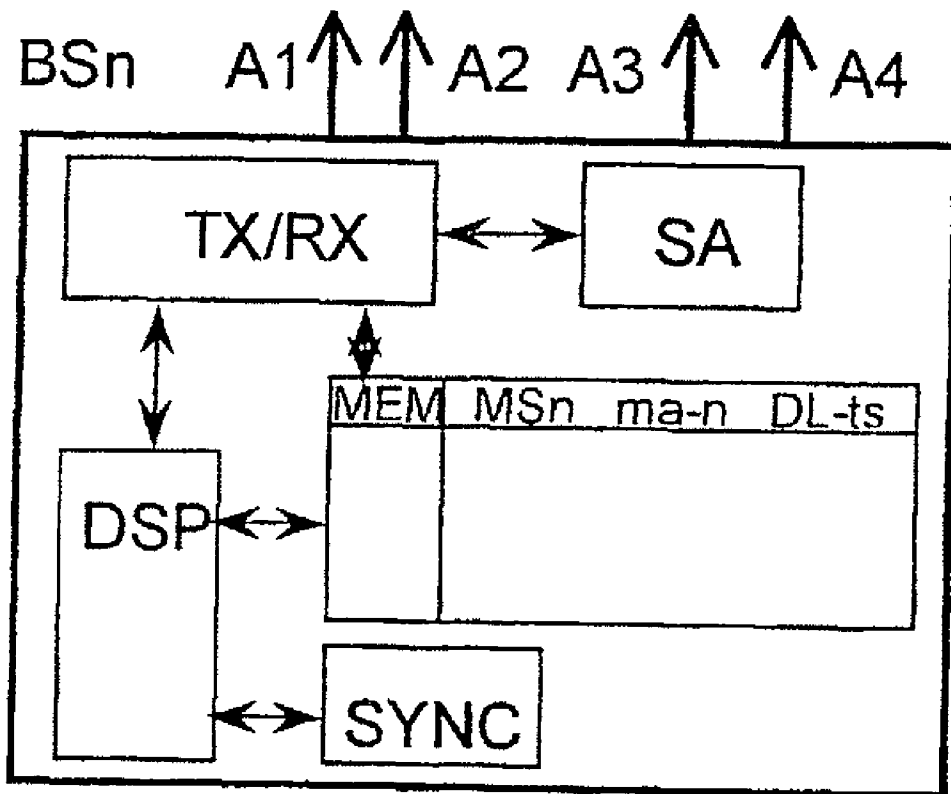 BSn A1 A2 A3 A4
TX/RX SA
MEM MSn ma-n DL-ts
DSP
SYNC